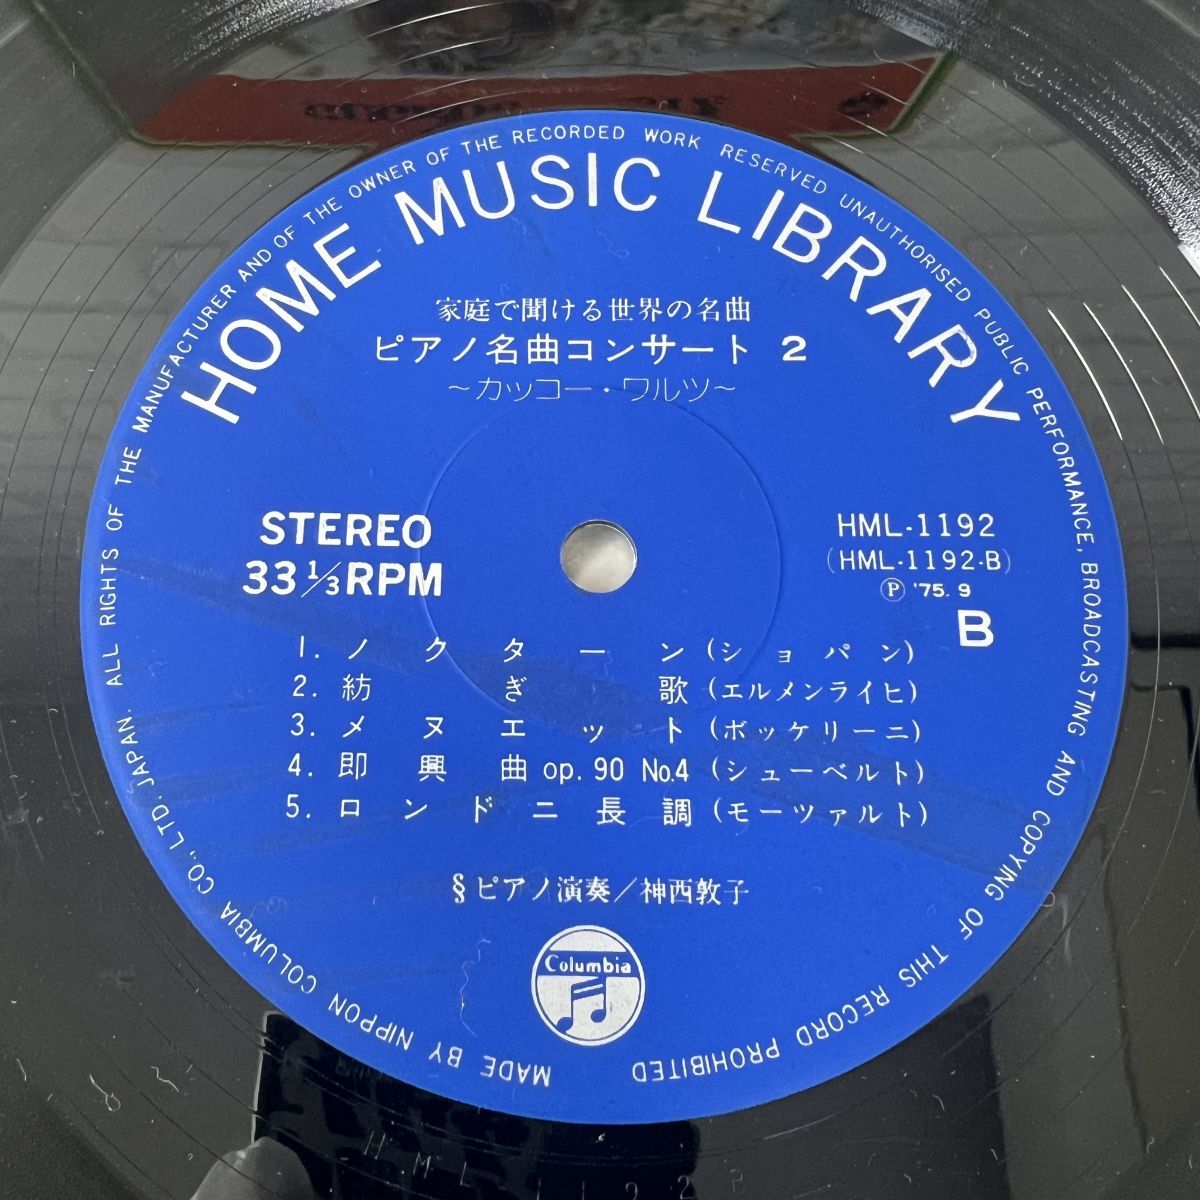 ALL RIGHTS OF THE MANUFACTURER AND OF THE OWNER OF THE RECORDED WORK RESERVED UNAUTHORISED PUBLIC PERFORMANCE, BROADCASTING AND COPYING OF THIS RECORD PROHIBITED
HOME MUSIC LIBRARY
家庭で聞ける世界の名曲
ピアノ名曲コンサート 2
～カッコー・ワルツ～
STEREO
33 1/3 RPM
HML-1192
(HML-1192-B)
Ⓟ '75. 9
B
1. ノクターン(ショパン)
2. 紡ぎ歌(エルメンライヒ)
3. メヌエット(ボッケリーニ)
4. 即興曲 op. 90 No.4 (シューベルト)
5. ロンドニ長調(モーツァルト)
§ピアノ演奏/神西敦子
Columbia
MADE BY NIPPON COLUMBIA CO., LTD. JAPAN.
HML 1192B